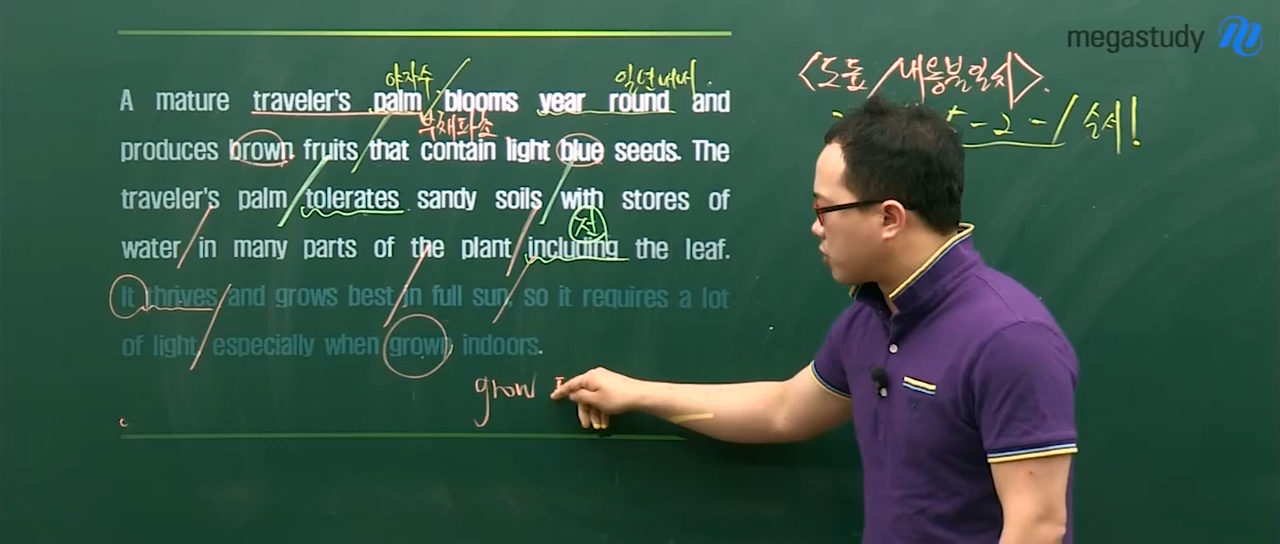 megastudy
<도돌/내용불일치>.
- 2 - / 순서!
야자수 일년내내.
A mature traveler's palm blooms year round and
부채파초
produces brown fruits that contain light blue seeds. The
traveler's palm tolerates sandy soils with stores of
전
water in many parts of the plant including the leaf.
It thrives and grows best in full sun, so it requires a lot
of light, especially when grown indoors.
grow